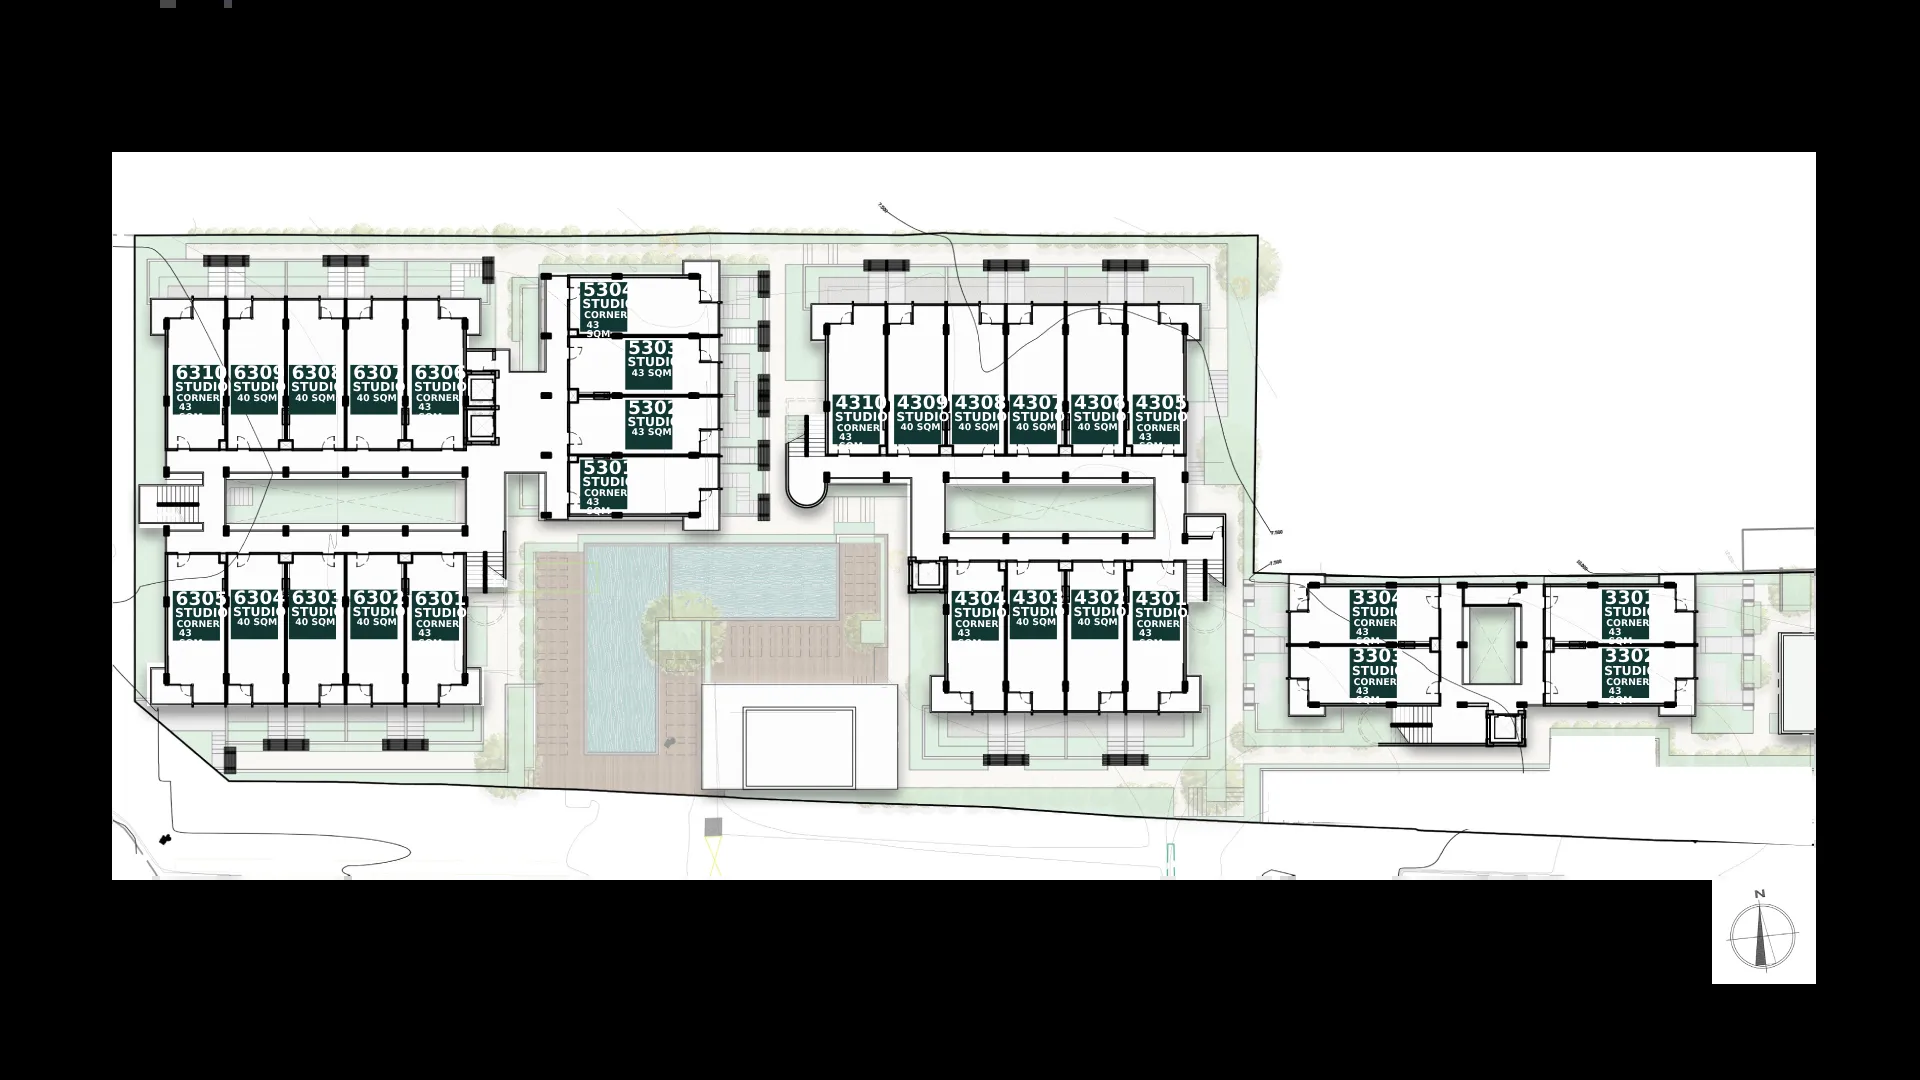 5304
STUDIO
CORNER
43
SQM
5303
STUDIO
43 SQM
5302
STUDIO
43 SQM
5301
STUDIO
CORNER
43
SQM
6310
STUDIO
CORNER
43
SQM
6309
STUDIO
40 SQM
6308
STUDIO
40 SQM
6307
STUDIO
40 SQM
6306
STUDIO
CORNER
43
SQM
4310
STUDIO
CORNER
43
SQM
4309
STUDIO
40 SQM
4308
STUDIO
40 SQM
4307
STUDIO
40 SQM
4306
STUDIO
40 SQM
4305
STUDIO
CORNER
43
SQM
6305
STUDIO
CORNER
43
SQM
6304
STUDIO
40 SQM
6303
STUDIO
40 SQM
6302
STUDIO
40 SQM
6301
STUDIO
CORNER
43
SQM
4304
STUDIO
CORNER
43
SQM
4303
STUDIO
40 SQM
4302
STUDIO
40 SQM
4301
STUDIO
CORNER
43
SQM
3304
STUDIO
CORNER
43
SQM
3301
STUDIO
CORNER
43
SQM
3303
STUDIO
CORNER
43
SQM
3302
STUDIO
CORNER
43
SQM
N